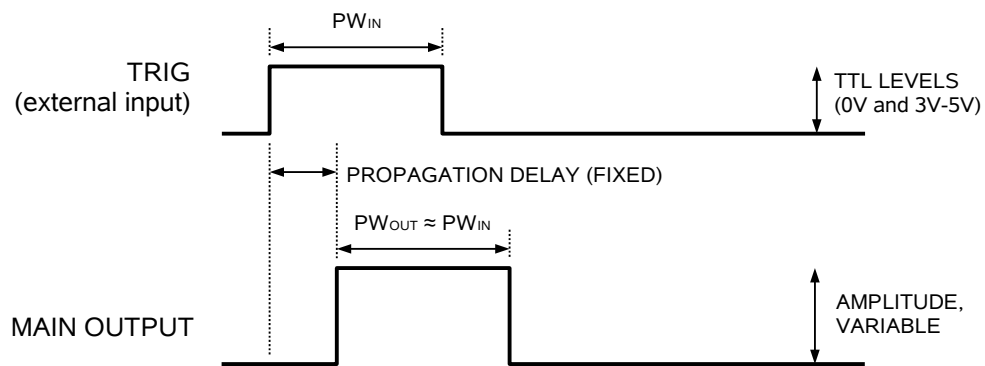 PWIN
TRIG
(external input)
TTL LEVELS
(0V and 3V-5V)
PROPAGATION DELAY (FIXED)
PWOUT ≈ PWIN
MAIN OUTPUT
AMPLITUDE,
VARIABLE